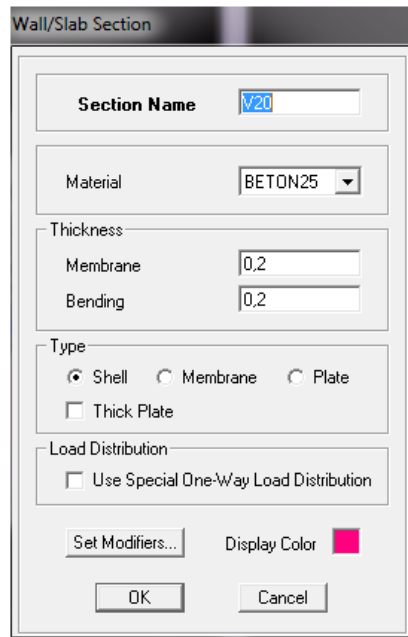 Wall/Slab Section
Section Name V20
Material BETON25
Thickness
Membrane 0,2
Bending 0,2
Type
Shell Membrane Plate
Thick Plate
Load Distribution
Use Special One-Way Load Distribution
Set Modifiers... Display Color
OK Cancel